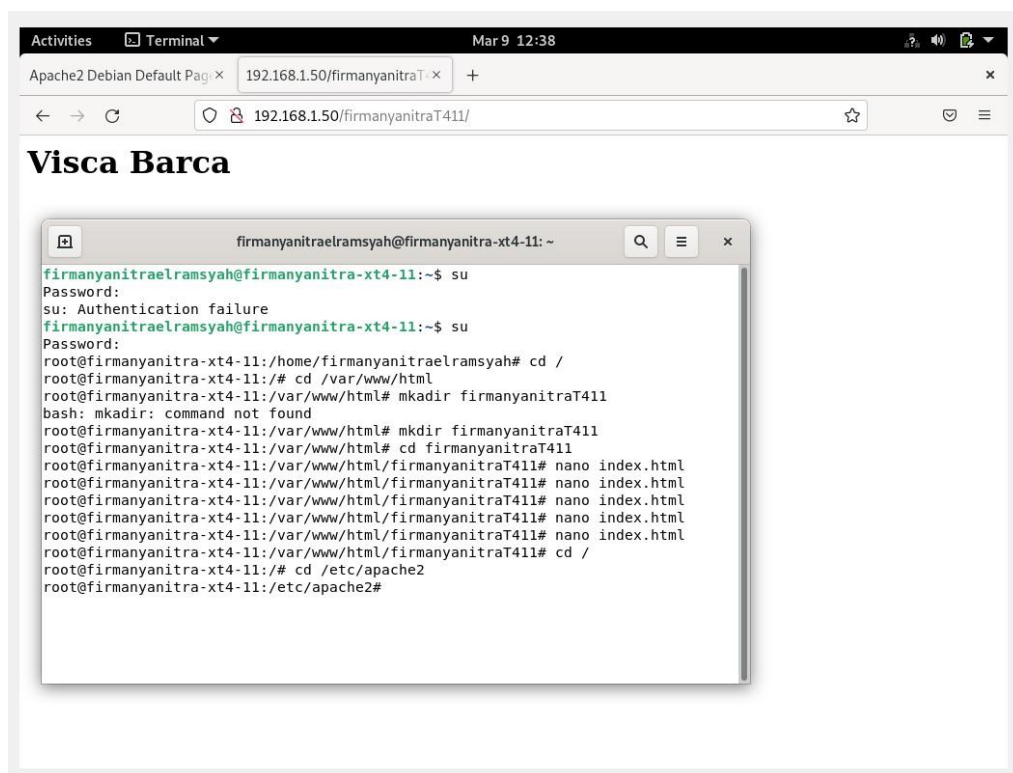 Activities Terminal Mar 9 12:38
Apache2 Debian Default Pag 192.168.1.50/firmanyanitraT
192.168.1.50/firmanyanitraT411/
Visca Barca
firmanyanitraelramsyah@firmanyanitra-xt4-11: ~
firmanyanitraelramsyah@firmanyanitra-xt4-11:~$ su
Password:
su: Authentication failure
firmanyanitraelramsyah@firmanyanitra-xt4-11:~$ su
Password:
root@firmanyanitra-xt4-11:/home/firmanyanitraelramsyah# cd /
root@firmanyanitra-xt4-11:/# cd /var/www/html
root@firmanyanitra-xt4-11:/var/www/html# mkadir firmanyanitraT411
bash: mkadir: command not found
root@firmanyanitra-xt4-11:/var/www/html# mkdir firmanyanitraT411
root@firmanyanitra-xt4-11:/var/www/html# cd firmanyanitraT411
root@firmanyanitra-xt4-11:/var/www/html/firmanyanitraT411# nano index.html
root@firmanyanitra-xt4-11:/var/www/html/firmanyanitraT411# nano index.html
root@firmanyanitra-xt4-11:/var/www/html/firmanyanitraT411# nano index.html
root@firmanyanitra-xt4-11:/var/www/html/firmanyanitraT411# nano index.html
root@firmanyanitra-xt4-11:/var/www/html/firmanyanitraT411# nano index.html
root@firmanyanitra-xt4-11:/var/www/html/firmanyanitraT411# cd /
root@firmanyanitra-xt4-11:/# cd /etc/apache2
root@firmanyanitra-xt4-11:/etc/apache2#